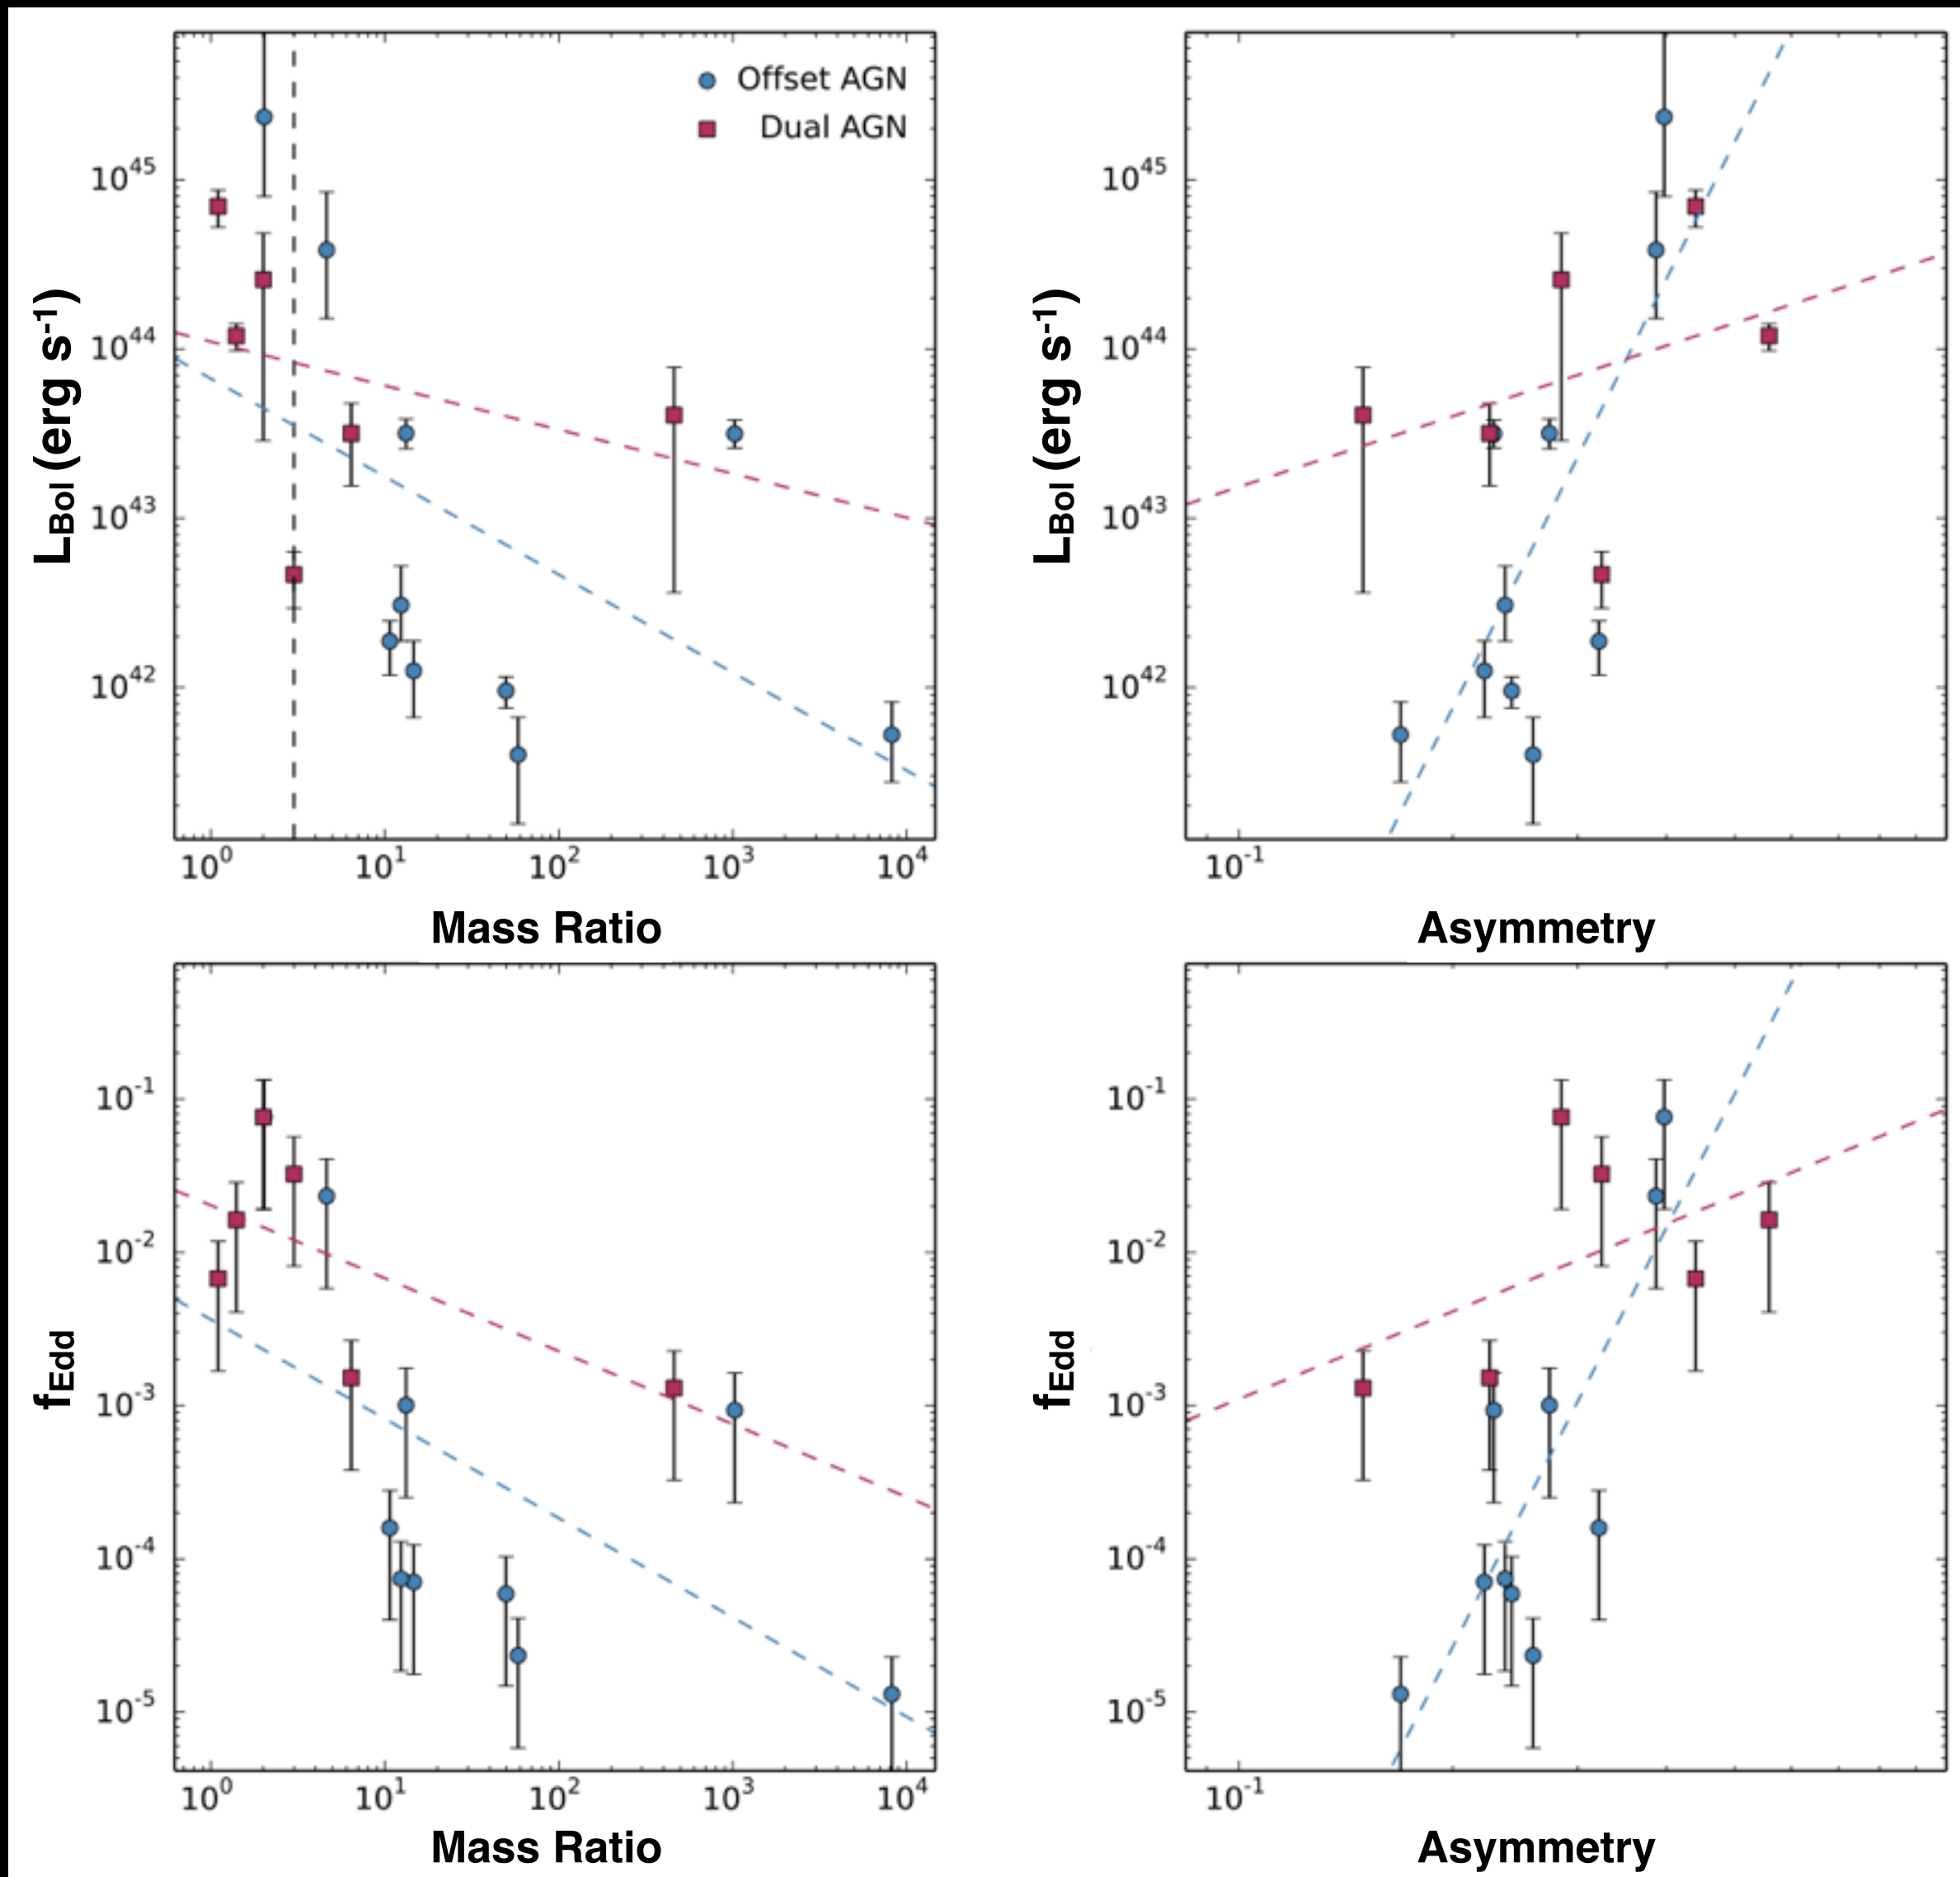 Offset AGN
Dual AGN
10^45
10^44
10^43
10^42
L_Bol (erg s^-1)
10^0 10^1 10^2 10^3 10^4
Mass Ratio
10^45
10^44
10^43
10^42
L_Bol (erg s^-1)
10^-1
Asymmetry
10^-1
10^-2
10^-3
10^-4
10^-5
f_Edd
10^0 10^1 10^2 10^3 10^4
Mass Ratio
10^-1
10^-2
10^-3
10^-4
10^-5
f_Edd
10^-1
Asymmetry